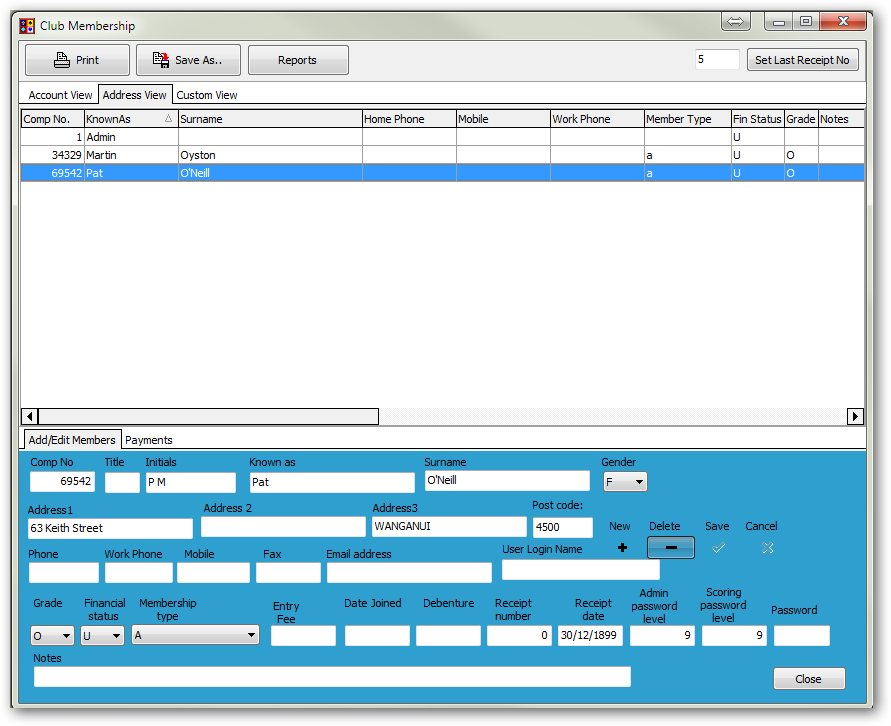 Club Membership
Print Save As.. Reports 5 Set Last Receipt No
Account View Address View Custom View
Comp No. KnownAs Surname Home Phone Mobile Work Phone Member Type Fin Status Grade Notes
1 Admin U
34329 Martin Oyston a U O
69542 Pat O'Neill a U O
Add/Edit Members Payments
Comp No Title Initials Known as Surname Gender
69542 P M Pat O'Neill F
Address1 Address 2 Address3 Post code:
63 Keith Street WANGANUI 4500
New Delete Save Cancel
Phone Work Phone Mobile Fax Email address User Login Name
Grade Financial status Membership type Entry Fee Date Joined Debenture Receipt number Receipt date Admin password level Scoring password level Password
O U A 0 30/12/1899 9 9
Notes
Close